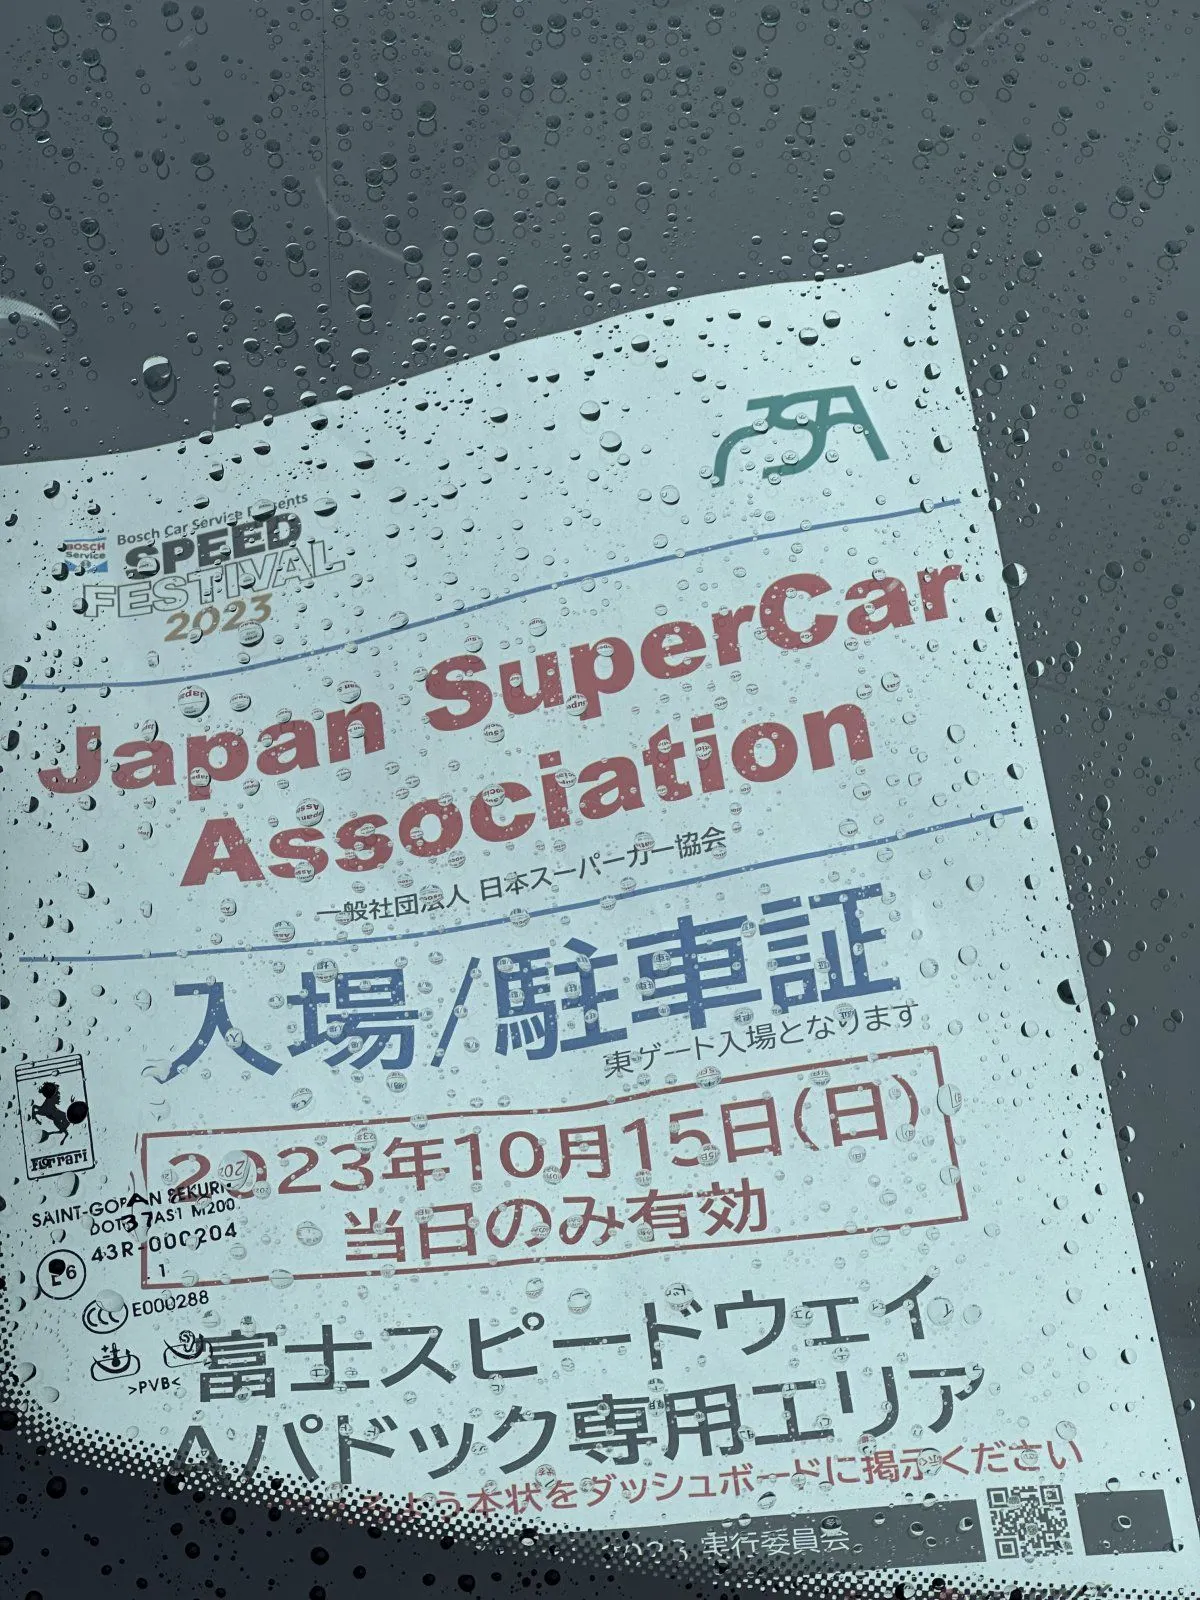 JSA
Bosch Car Service presents
BOSCH
Service
SPEED
FESTIVAL
2023
Japan SuperCar
Association
一般社団法人 日本スーパーカー協会
入場/駐車証
東ゲート入場となります
2023年10月15日(日)
当日のみ有効
Ferrari
SAINT-GOBAIN SEKURIT
DOT 37 AS1 M200
43R-000204
1
E6
CCC E000288
>PVB<
富士スピードウェイ
Aパドック専用エリア
よう本状をダッシュボードに掲示ください
2023 実行委員会